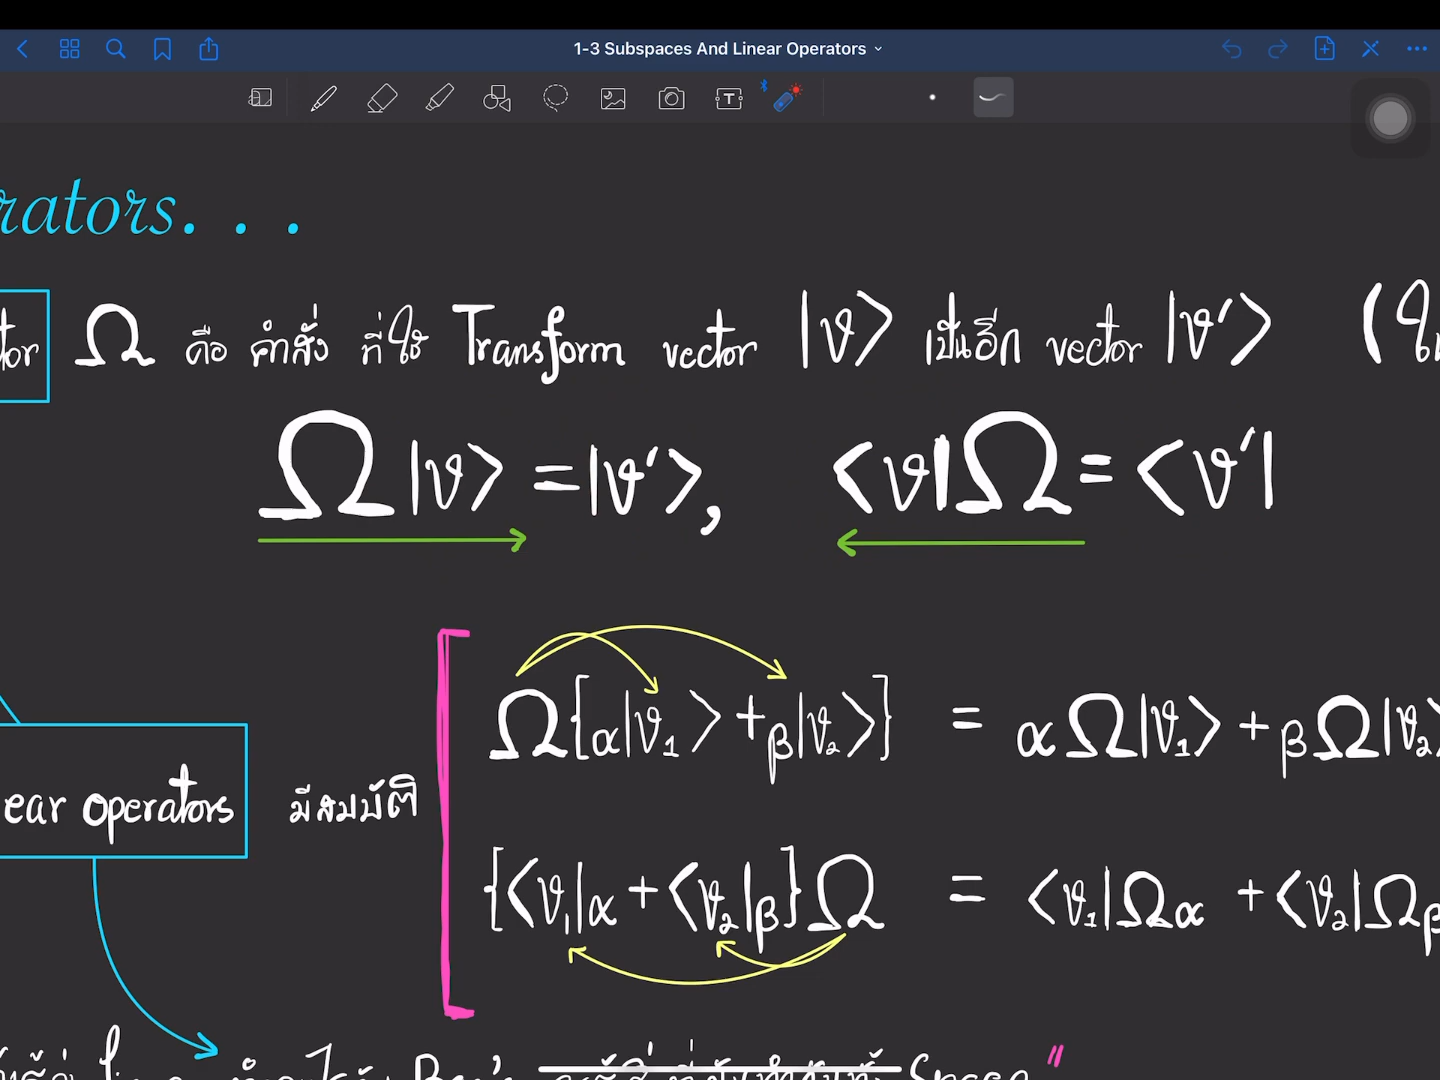 1-3 Subspaces And Linear Operators
rators. . .
tor Ω คือ คำสั่ง ที่ใช้ Transform vector |v⟩ เป็นอีก vector |v'⟩ (
Ω|v⟩ = |v'⟩, ⟨v|Ω = ⟨v'|
Ω{α|v₁⟩ + β|v₂⟩} = αΩ|v₁⟩ + βΩ|v₂⟩
ear operators มีสมบัติ
{⟨v₁|α + ⟨v₂|β}Ω = ⟨v₁|Ωα + ⟨v₂|Ωβ
Space"